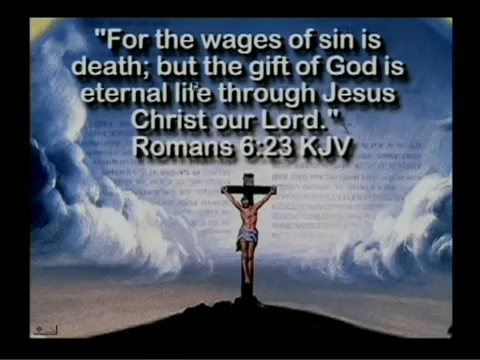 "For the wages of sin is
death; but the gift of God is
eternal life through Jesus
Christ our Lord."
Romans 6:23 KJV